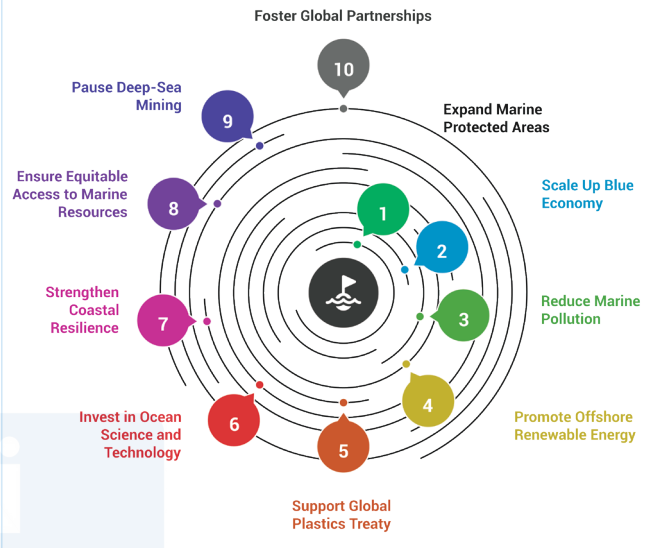 Foster Global Partnerships
10
Expand Marine
Protected Areas
Pause Deep-Sea
Mining
9
Scale Up Blue
Economy
Ensure Equitable
Access to Marine
Resources
8
1
2
Strengthen
Coastal
Resilience
7
3
Reduce Marine
Pollution
Invest in Ocean
Science and
Technology
6
4
Promote Offshore
Renewable Energy
5
Support Global
Plastics Treaty
i